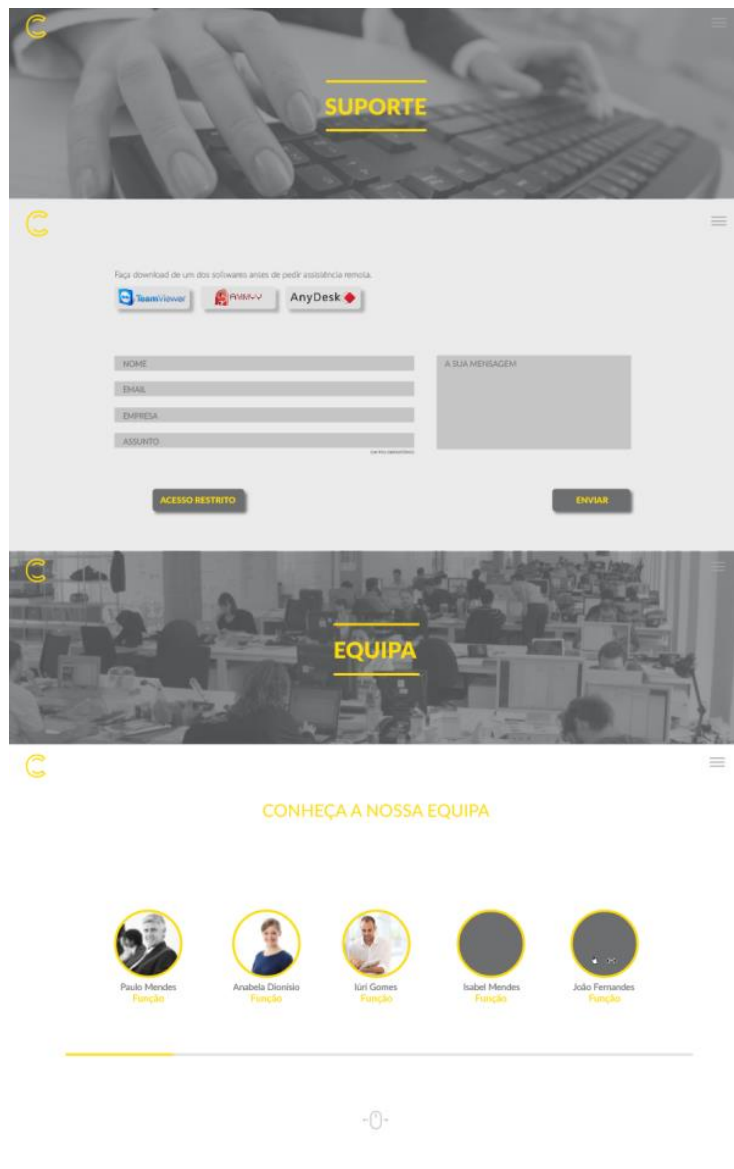 C
SUPORTE
C
Faça download de um dos softwares antes de pedir assistência remota.
TeamViewer
AMMYY
AnyDesk
NOME
A SUA MENSAGEM
EMAIL
EMPRESA
ASSUNTO
ACESSO RESTRITO
ENVIAR
C
EQUIPA
C
CONHEÇA A NOSSA EQUIPA
Paulo Mendes
Função
Anabela Dionísio
Função
Iúri Gomes
Função
Isabel Mendes
Função
João Fernandes
Função